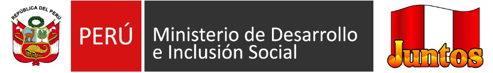 REPÚBLICA DEL PERÚ
PERÚ
Ministerio de Desarrollo
e Inclusión Social
Juntos